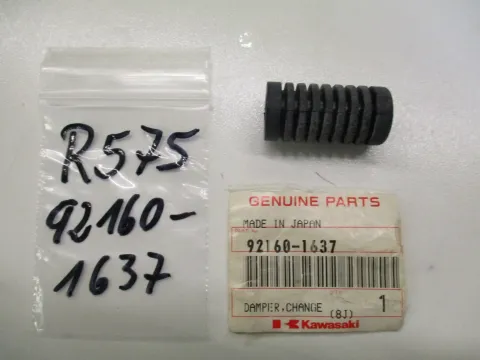 R575
92160-
1637
GENUINE PARTS
MADE IN JAPAN
92160-1637
DAMPER,CHANGE
(8J)
1
Kawasaki